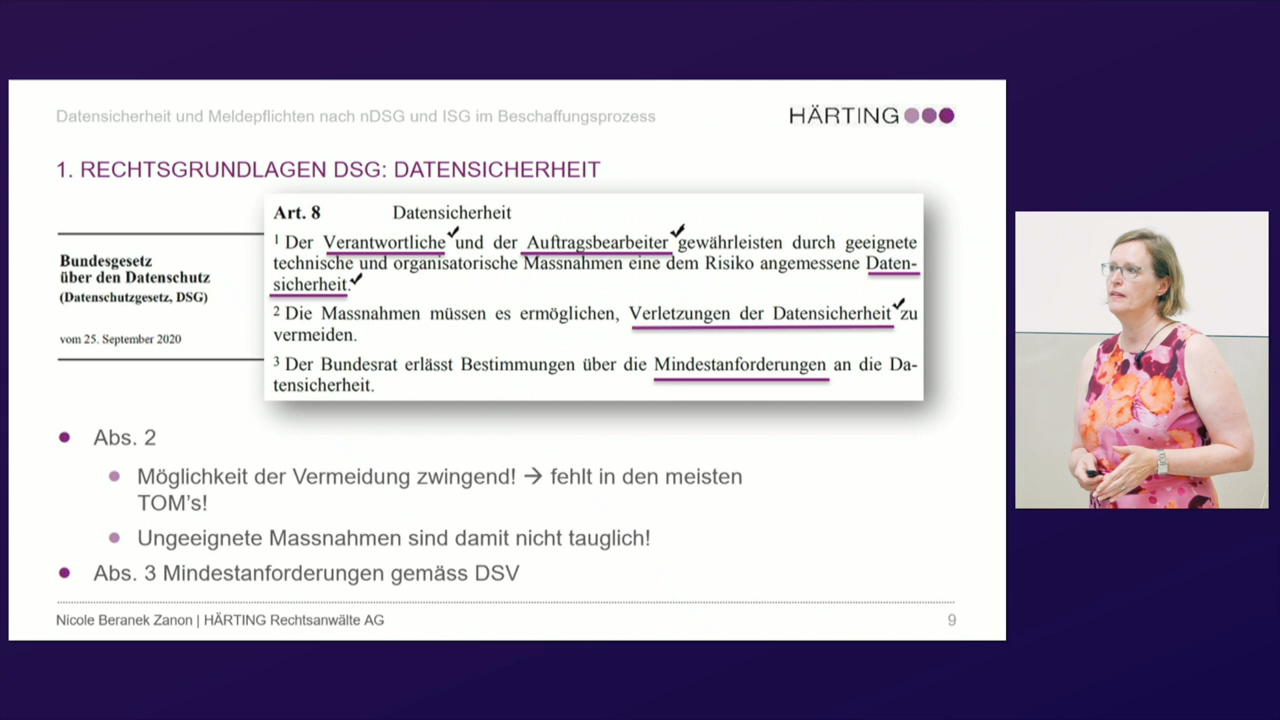 Datensicherheit und Meldepflichten nach nDSG und ISG im Beschaffungsprozess
HÄRTING
1. RECHTSGRUNDLAGEN DSG: DATENSICHERHEIT
Bundesgesetz
über den Datenschutz
(Datenschutzgesetz, DSG)
vom 25. September 2020
Art. 8 Datensicherheit
1 Der Verantwortliche und der Auftragsbearbeiter gewährleisten durch geeignete
technische und organisatorische Massnahmen eine dem Risiko angemessene Daten-
sicherheit.
2 Die Massnahmen müssen es ermöglichen, Verletzungen der Datensicherheit zu
vermeiden.
3 Der Bundesrat erlässt Bestimmungen über die Mindestanforderungen an die Da-
tensicherheit.
• Abs. 2
• Möglichkeit der Vermeidung zwingend! → fehlt in den meisten
TOM's!
• Ungeeignete Massnahmen sind damit nicht tauglich!
• Abs. 3 Mindestanforderungen gemäss DSV
Nicole Beranek Zanon | HÄRTING Rechtsanwälte AG
9